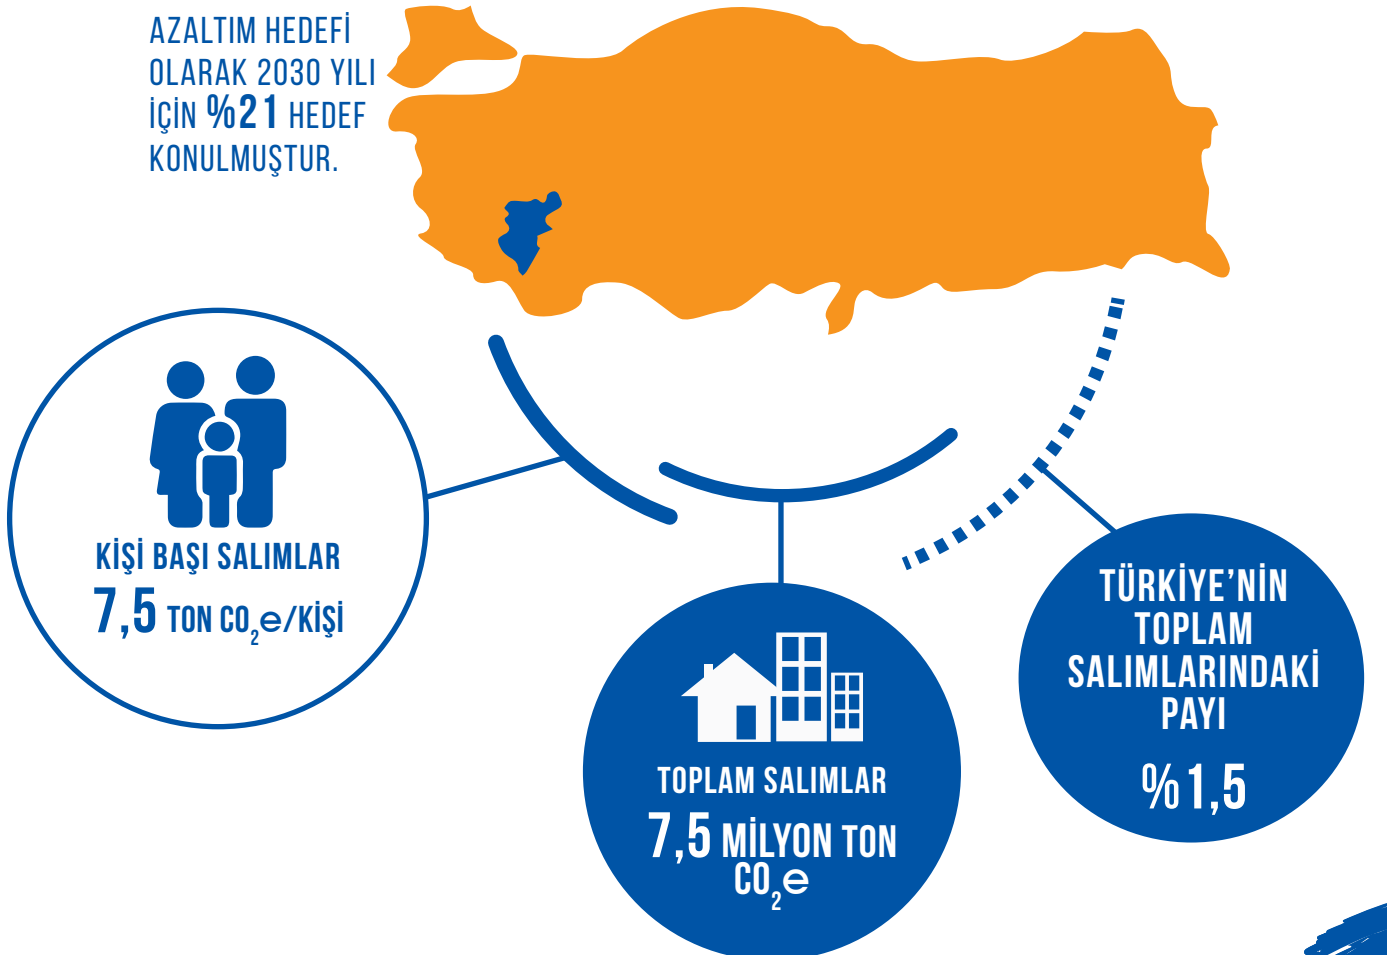 AZALTIM HEDEFİ
OLARAK 2030 YILI
İÇİN %21 HEDEF
KONULMUŞTUR.
KİŞİ BAŞI SALIMLAR
7,5 TON CO₂e/KİŞİ
TOPLAM SALIMLAR
7,5 MİLYON TON
CO₂e
TÜRKİYE’NİN
TOPLAM
SALIMLARINDAKİ
PAYI
%1,5